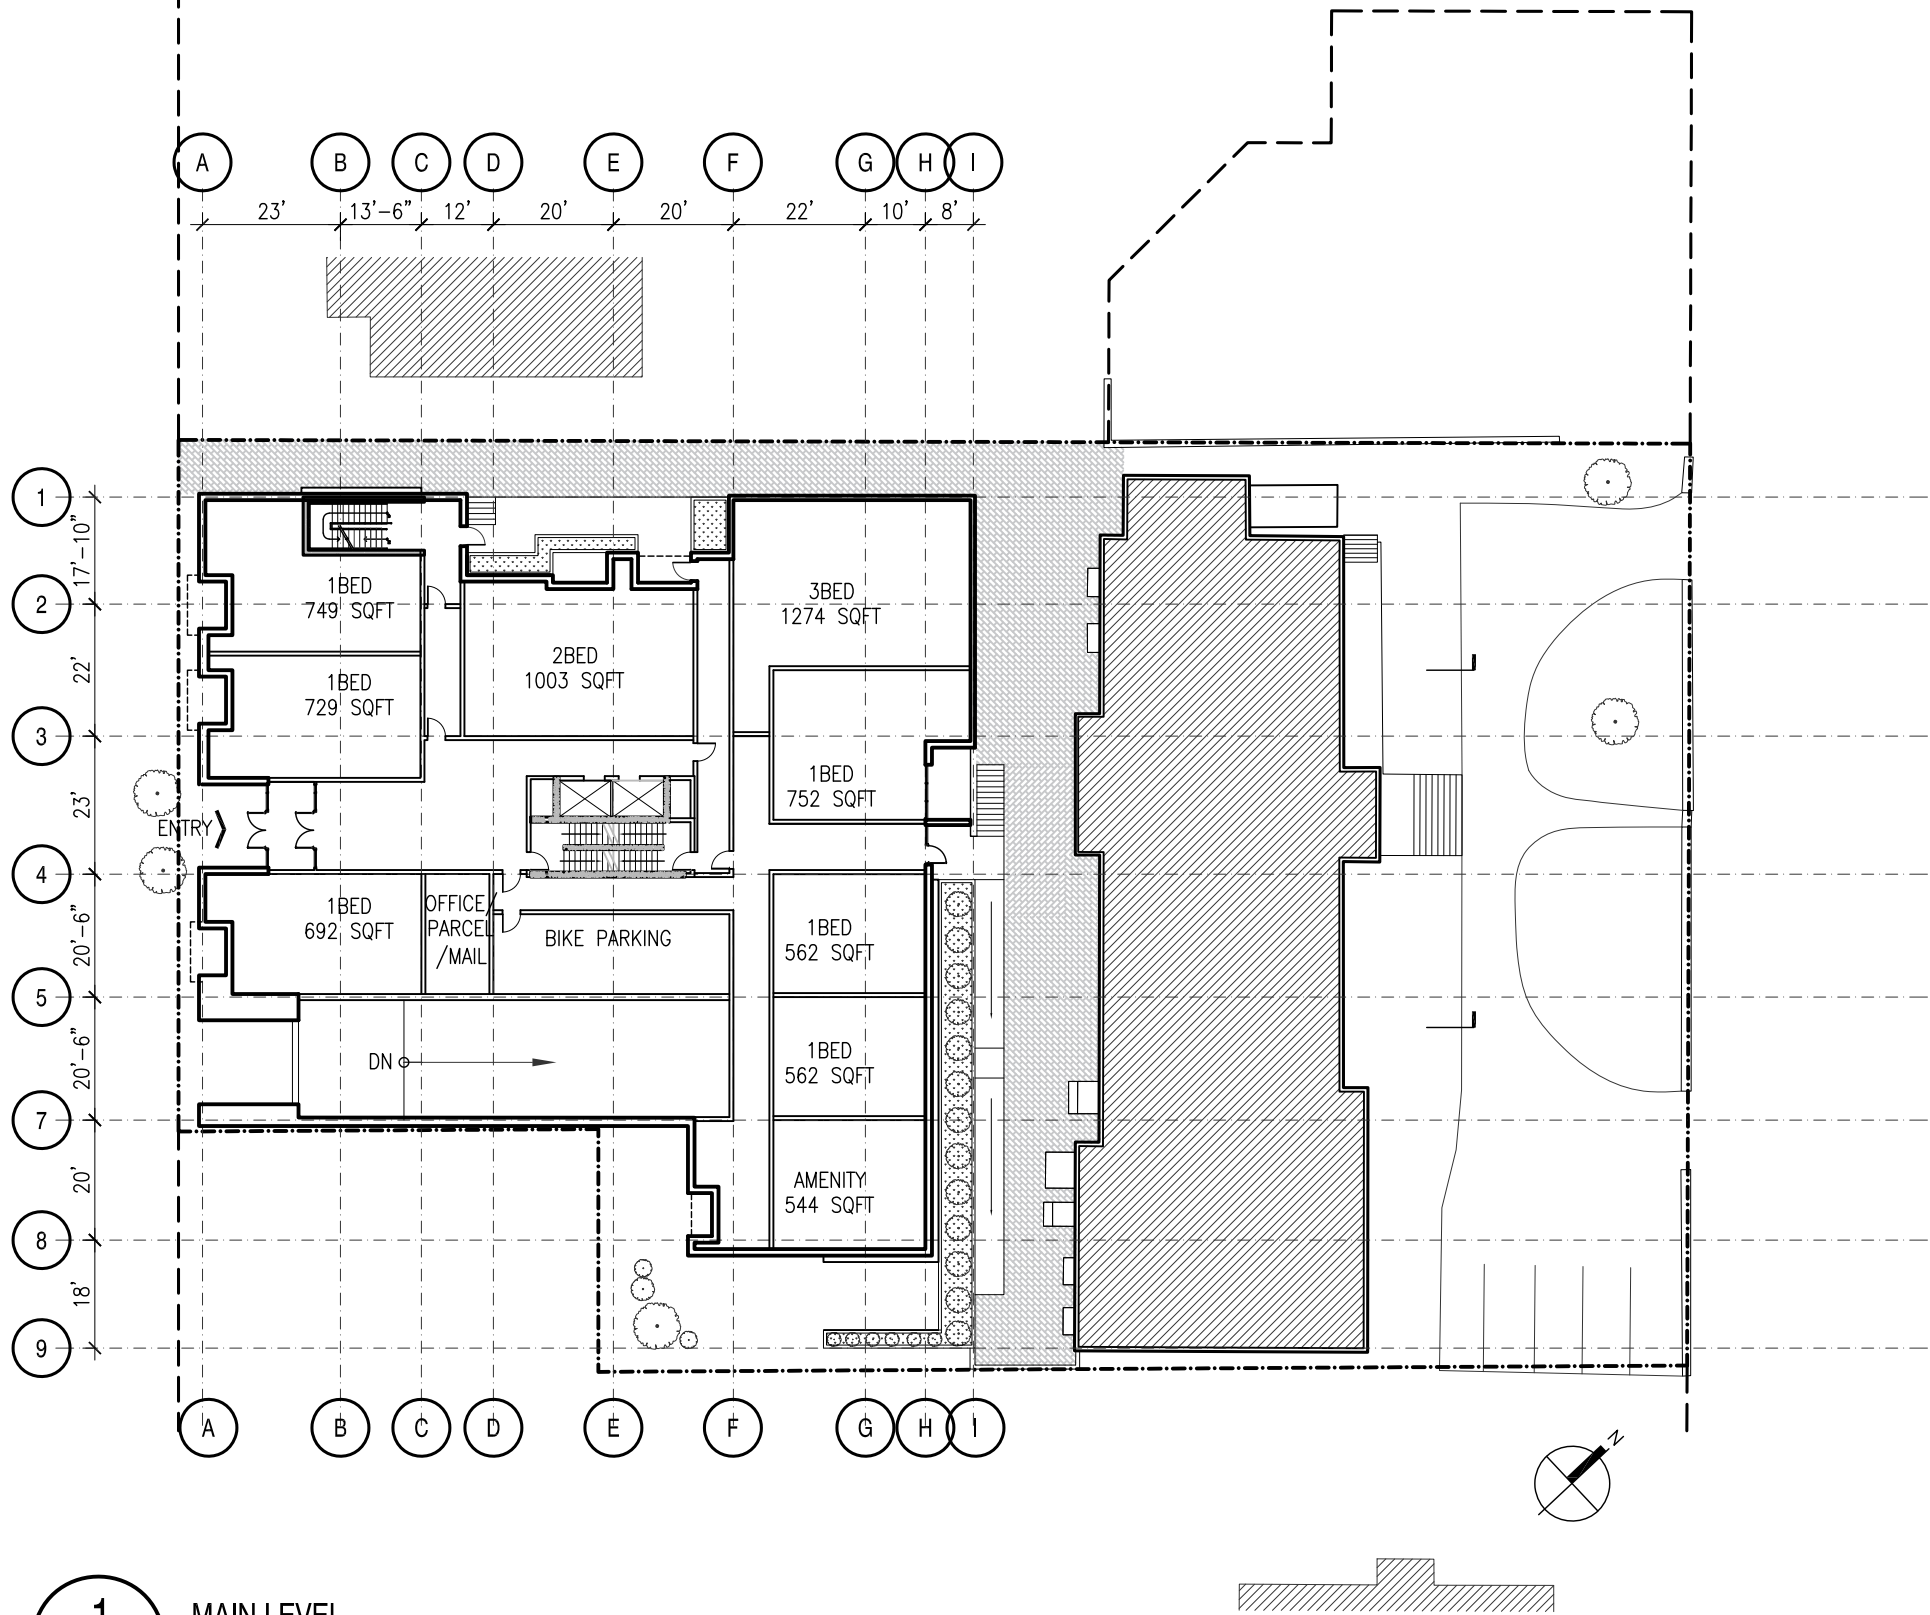 A B C D E F G H I
23' 13'-6" 12' 20' 20' 22' 10' 8'
1
17'-10"
2
22'
3
23'
4
20'-6"
5
20'-6"
7
20'
8
18'
9
1BED
749 SQFT
1BED
729 SQFT
2BED
1003 SQFT
3BED
1274 SQFT
1BED
752 SQFT
ENTRY
1BED
692 SQFT
OFFICE/
PARCEL
/MAIL
BIKE PARKING
1BED
562 SQFT
1BED
562 SQFT
DN
AMENITY
544 SQFT
A B C D E F G H I
N
1
MAIN LEVEL